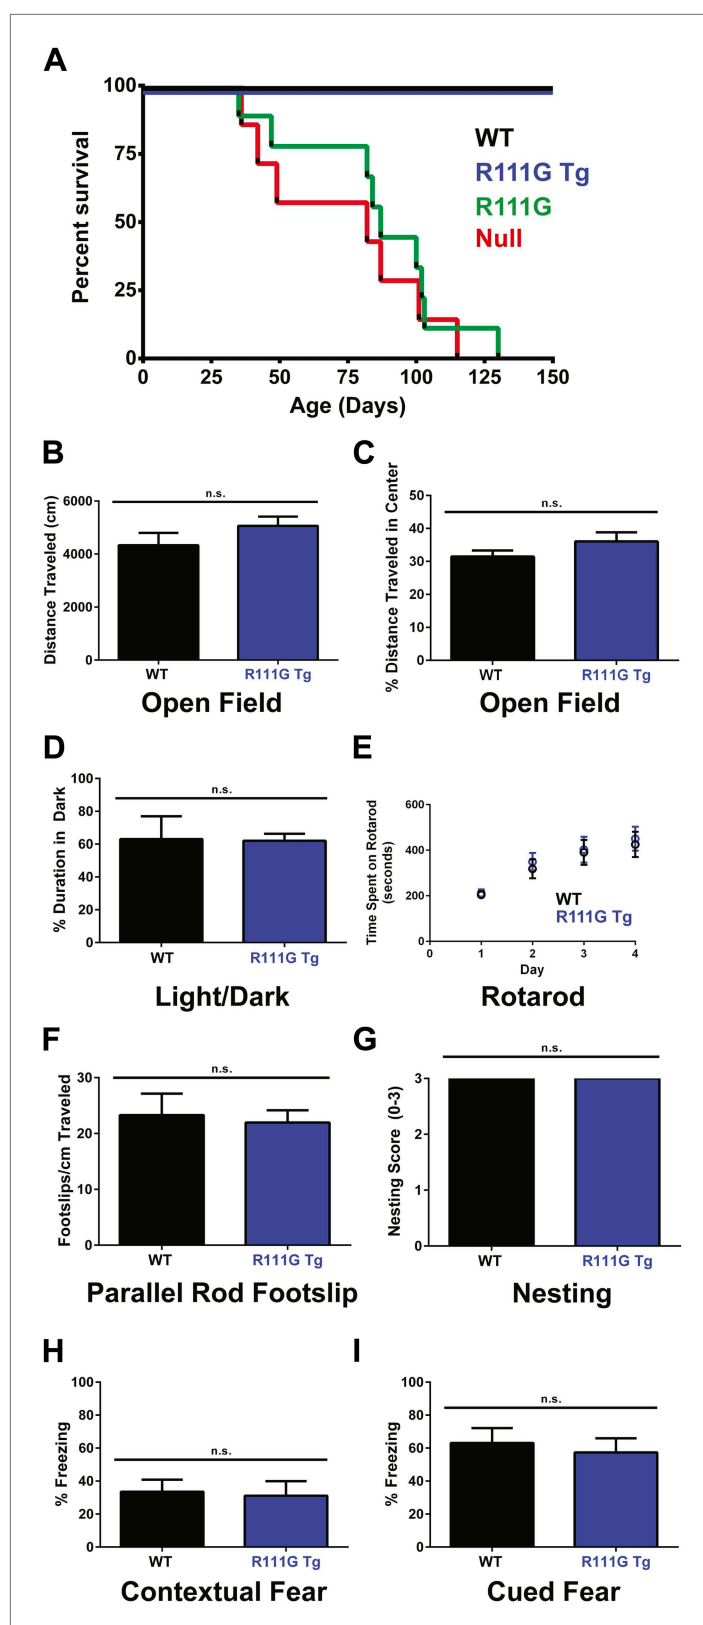 A
Percent survival
100
75
50
25
0
0 25 50 75 100 125 150
Age (Days)
WT
R111G Tg
R111G
Null
B
Distance Traveled (cm)
6000
4000
2000
0
n.s.
WT R111G Tg
Open Field
C
% Distance Traveled in Center
50
40
30
20
10
0
n.s.
WT R111G Tg
Open Field
D
% Duration in Dark
100
80
60
40
20
0
n.s.
WT R111G Tg
Light/Dark
E
Time Spent on Rotarod
(seconds)
600
400
200
0
0 1 2 3 4
Day
WT
R111G Tg
Rotarod
F
Footslips/cm Traveled
30
20
10
0
n.s.
WT R111G Tg
Parallel Rod Footslip
G
Nesting Score (0-3)
3
2
1
0
n.s.
WT R111G Tg
Nesting
H
% Freezing
100
80
60
40
20
0
n.s.
WT R111G Tg
Contextual Fear
I
% Freezing
100
80
60
40
20
0
n.s.
WT R111G Tg
Cued Fear